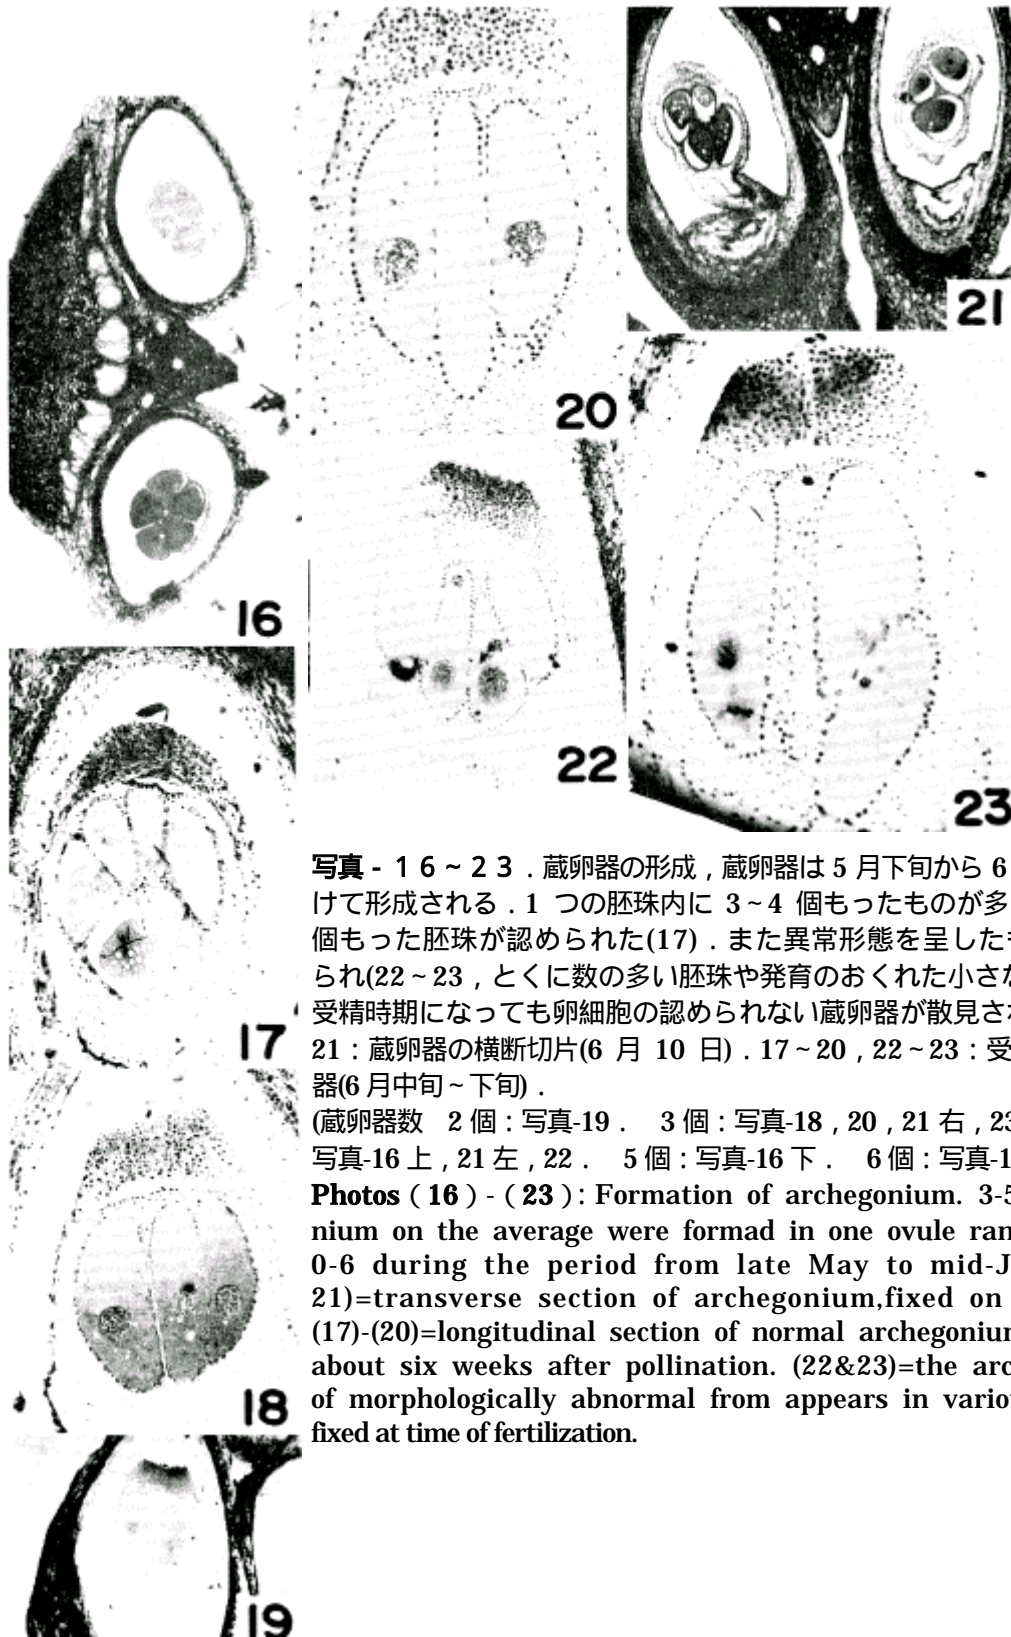 20
21
16
22
23
17
18
19
写真 - 16 ~ 23 . 蔵卵器の形成 , 蔵卵器は 5 月下旬から 6
けて形成される . 1 つの胚珠内に 3 ~ 4 個もったものが多
個もった胚珠が認められた(17) . また異常形態を呈した
られ(22 ~ 23 , とくに数の多い胚珠や発育のおくれた小さな
受精時期になっても卵細胞の認められない蔵卵器が散見さ
21 : 蔵卵器の横断切片(6 月 10 日) . 17 ~ 20 , 22 ~ 23 : 受
器(6 月中旬 ~ 下旬) .
(蔵卵器数 2 個 : 写真-19 . 3 個 : 写真-18 , 20 , 21 右 , 23
写真-16 上 , 21 左 , 22 . 5 個 : 写真-16 下 . 6 個 : 写真-1
Photos ( 16 ) - ( 23 ): Formation of archegonium. 3-5
nium on the average were formad in one ovule ran
0-6 during the period from late May to mid-J
21)=transverse section of archegonium,fixed on
(17)-(20)=longitudinal section of normal archegoniu
about six weeks after pollination. (22&23)=the arc
of morphologically abnormal from appears in vario
fixed at time of fertilization.